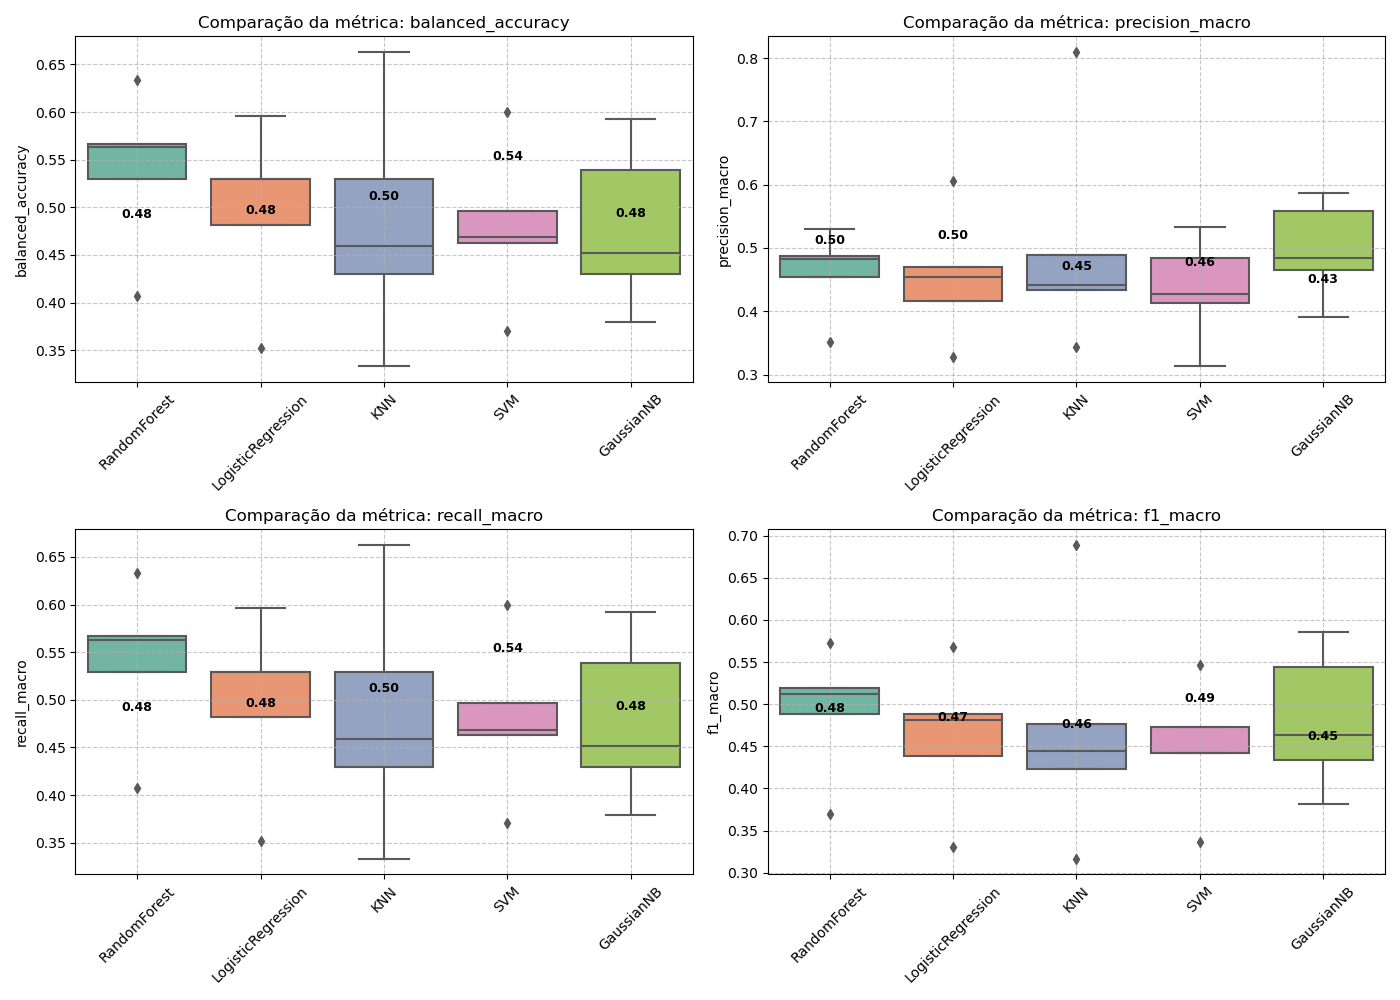 Comparação da métrica: balanced_accuracy
balanced_accuracy
0.65
0.60
0.55
0.50
0.45
0.40
0.35
0.48
0.48
0.50
0.54
0.48
RandomForest
LogisticRegression
KNN
SVM
GaussianNB
Comparação da métrica: precision_macro
precision_macro
0.8
0.7
0.6
0.5
0.4
0.3
0.50
0.50
0.45
0.46
0.43
RandomForest
LogisticRegression
KNN
SVM
GaussianNB
Comparação da métrica: recall_macro
recall_macro
0.65
0.60
0.55
0.50
0.45
0.40
0.35
0.48
0.48
0.50
0.54
0.48
RandomForest
LogisticRegression
KNN
SVM
GaussianNB
Comparação da métrica: f1_macro
f1_macro
0.70
0.65
0.60
0.55
0.50
0.45
0.40
0.35
0.30
0.48
0.47
0.46
0.49
0.45
RandomForest
LogisticRegression
KNN
SVM
GaussianNB